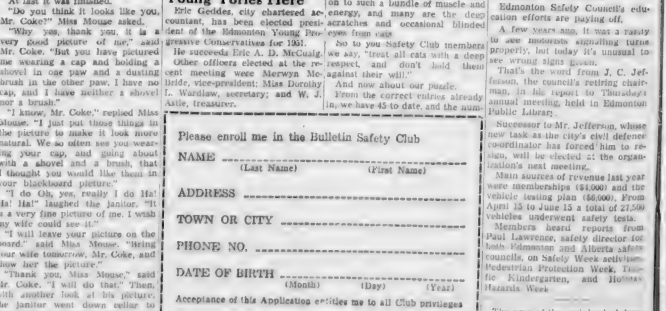 At last it was finished.
you think it looks like you,
Mr. Coke?" Miss Mouse asked.
"Why yes, thank you, it is a
very good picture of me," said
Mr. Coke. "But you have pictured
me wearing a cap and holding a
shovel in one paw and a dusting
brush in the other paw. I have no
cap, and I have neither a shovel
nor a brush."
"I know, Mr. Coke," replied Miss
Mouse. "I just put those things in
the picture to make it look more
natural. We so often see you wear-
ing your cap, and going about
with a shovel and a brush, that
I thought you would like them in
your blackboard picture."
"I do Oh, yes, really I do Ha!
Ha! Ha!" laughed the janitor. "It
is a very fine picture of me. I wish
my wife could see it."
"I will leave your picture on the
board," said Miss Mouse. "Bring
your wife tomorrow, Mr. Coke, and
show her the picture."
"Thank you, Miss Mouse," said
Mr. Coke. "I will do that." Then,
with another look at his picture,
the janitor went down cellar to
Young Tories Here
Eric Geddes, city chartered ac-
countant, has been elected presi-
dent of the Edmonton Young Pro-
gressive Conservatives for 1951.
He succeeds Eric A. D. McCuaig.
Other officers elected at the re-
cent meeting were Merwyn Mc-
Bride, vice-president; Miss Dorothy
L. Wardlaw, secretary; and W. J.
Astle, treasurer.
on to such a bundle of muscle and
energy, and many are the deep
scratches and occasional blinded
eyes from cats
So to you Safety Club members
we say, "treat all cats with a deep
respect, and don't hold them
against their will."
And now about our puzzle.
From the correct entries already
in, we have 45 to date, and the num-
Please enroll me in the Bulletin Safety Club
NAME
(Last Name) (First Name)
ADDRESS
TOWN OR CITY
PHONE NO.
DATE OF BIRTH
(Month) (Day) (Year)
Acceptance of this Application entitles me to all Club privileges
Edmonton Safety Council's edu-
cation efforts are paying off.
A few years ago, it was a rarity
to see motorists signalling turns
properly, but today it's unusual to
see wrong signs given.
That's the word from J. C. Jef-
ferson, the council's retiring chair-
man, in his report to Thursday's
annual meeting, held in Edmonton
Public Library.
Successor to Mr. Jefferson, whose
new task as the city's civil defence
co-ordinator has forced him to re-
sign, will be elected at the organ-
ization's next meeting.
Main sources of revenue last year
were memberships ($4,000) and the
vehicle testing plan ($6,000). From
April 15 to June 15 a total of 27,500
vehicles underwent safety tests.
Members heard reports from
Paul Lawrence, safety director for
both Edmonton and Alberta safety
councils, on Safety Week activities,
Pedestrian Protection Week,
Kindergarten, and
Hazards Week